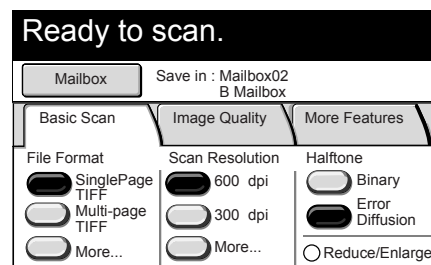 Ready to scan.
Mailbox
Save in : Mailbox02
B Mailbox
Basic Scan
Image Quality
More Features
File Format
SinglePage
TIFF
Multi-page
TIFF
More...
Scan Resolution
600 dpi
300 dpi
More...
Halftone
Binary
Error
Diffusion
Reduce/Enlarge